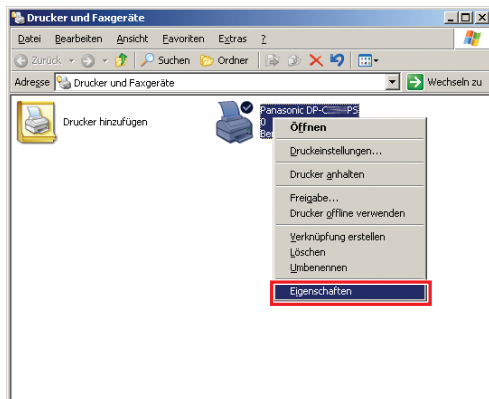 Drucker und Faxgeräte
Datei Bearbeiten Ansicht Favoriten Extras ?
Zurück Suchen Ordner
Adresse Drucker und Faxgeräte Wechseln zu
Drucker hinzufügen
Panasonic DP-C PS
0
Öffnen
Druckeinstellungen...
Drucker anhalten
Freigabe...
Drucker offline verwenden
Verknüpfung erstellen
Löschen
Umbenennen
Eigenschaften